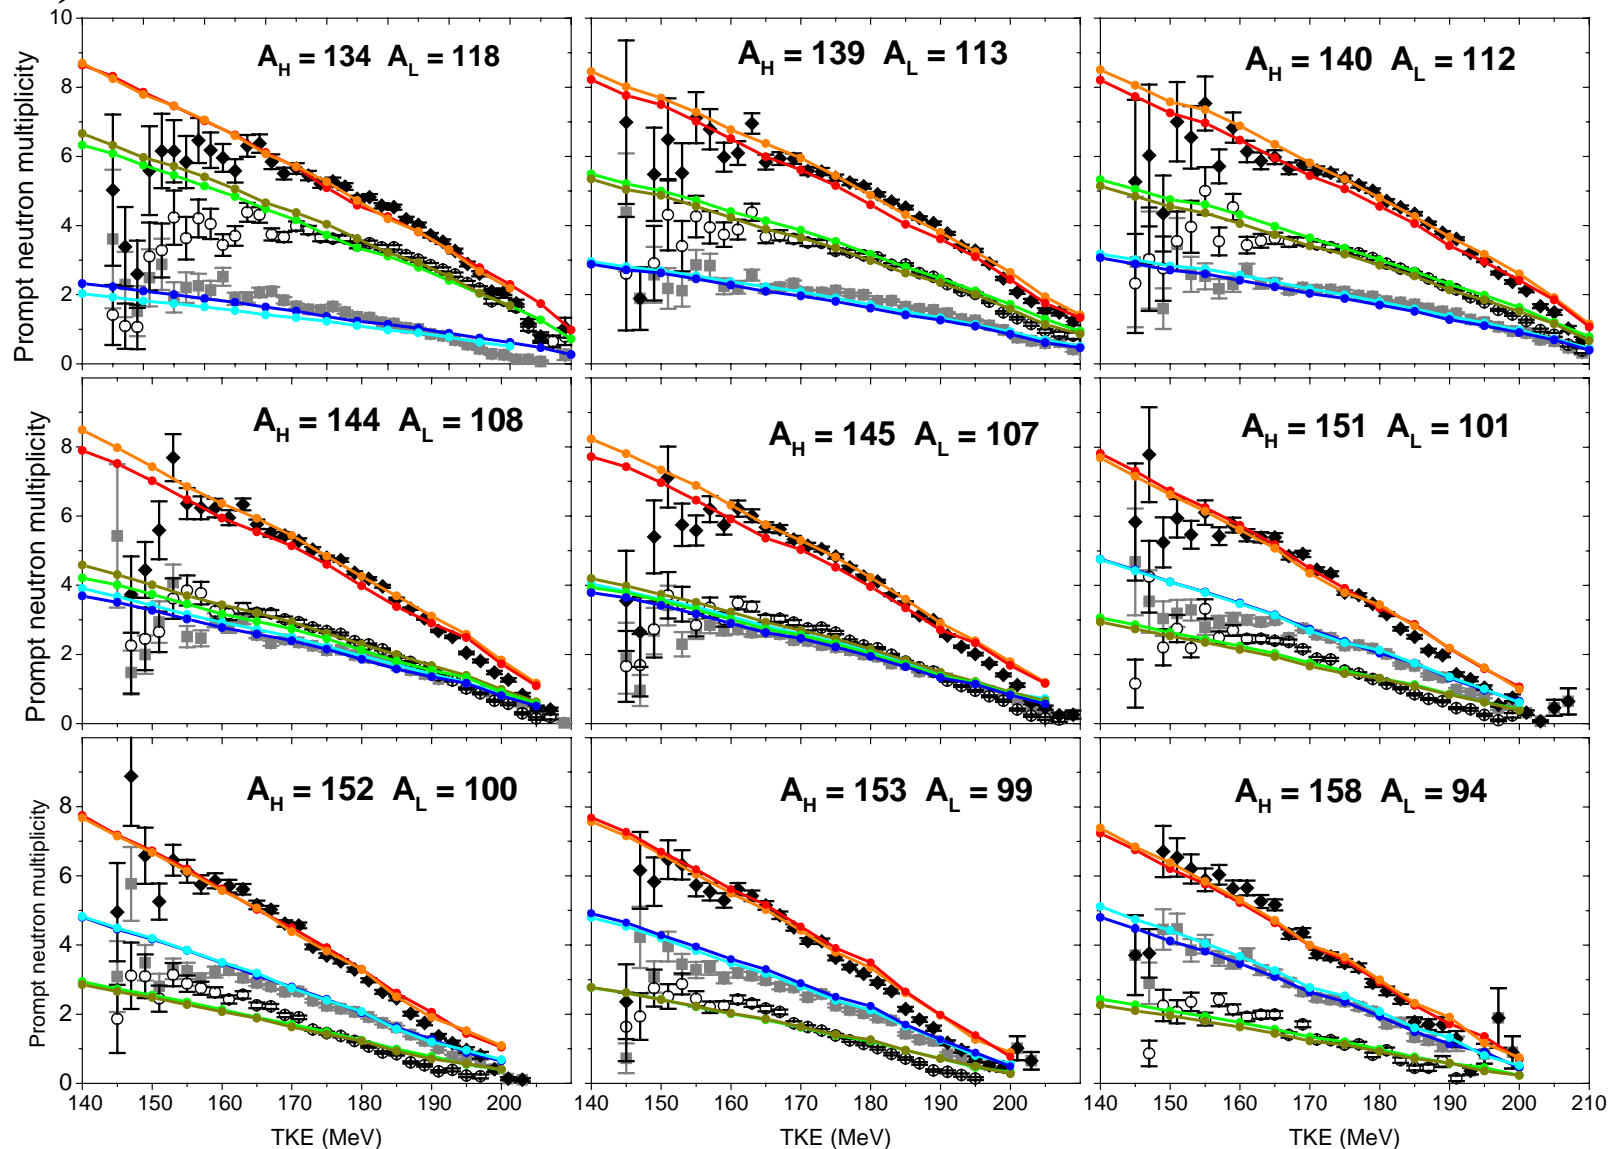 A_H = 134 A_L = 118
A_H = 139 A_L = 113
A_H = 140 A_L = 112
Prompt neutron multiplicity
10
8
6
4
2
0
A_H = 144 A_L = 108
A_H = 145 A_L = 107
A_H = 151 A_L = 101
Prompt neutron multiplicity
8
6
4
2
0
A_H = 152 A_L = 100
A_H = 153 A_L = 99
A_H = 158 A_L = 94
Prompt neutron multiplicity
8
6
4
2
0
140 150 160 170 180 190 200
140 150 160 170 180 190 200
140 150 160 170 180 190 200 210
TKE (MeV)
TKE (MeV)
TKE (MeV)